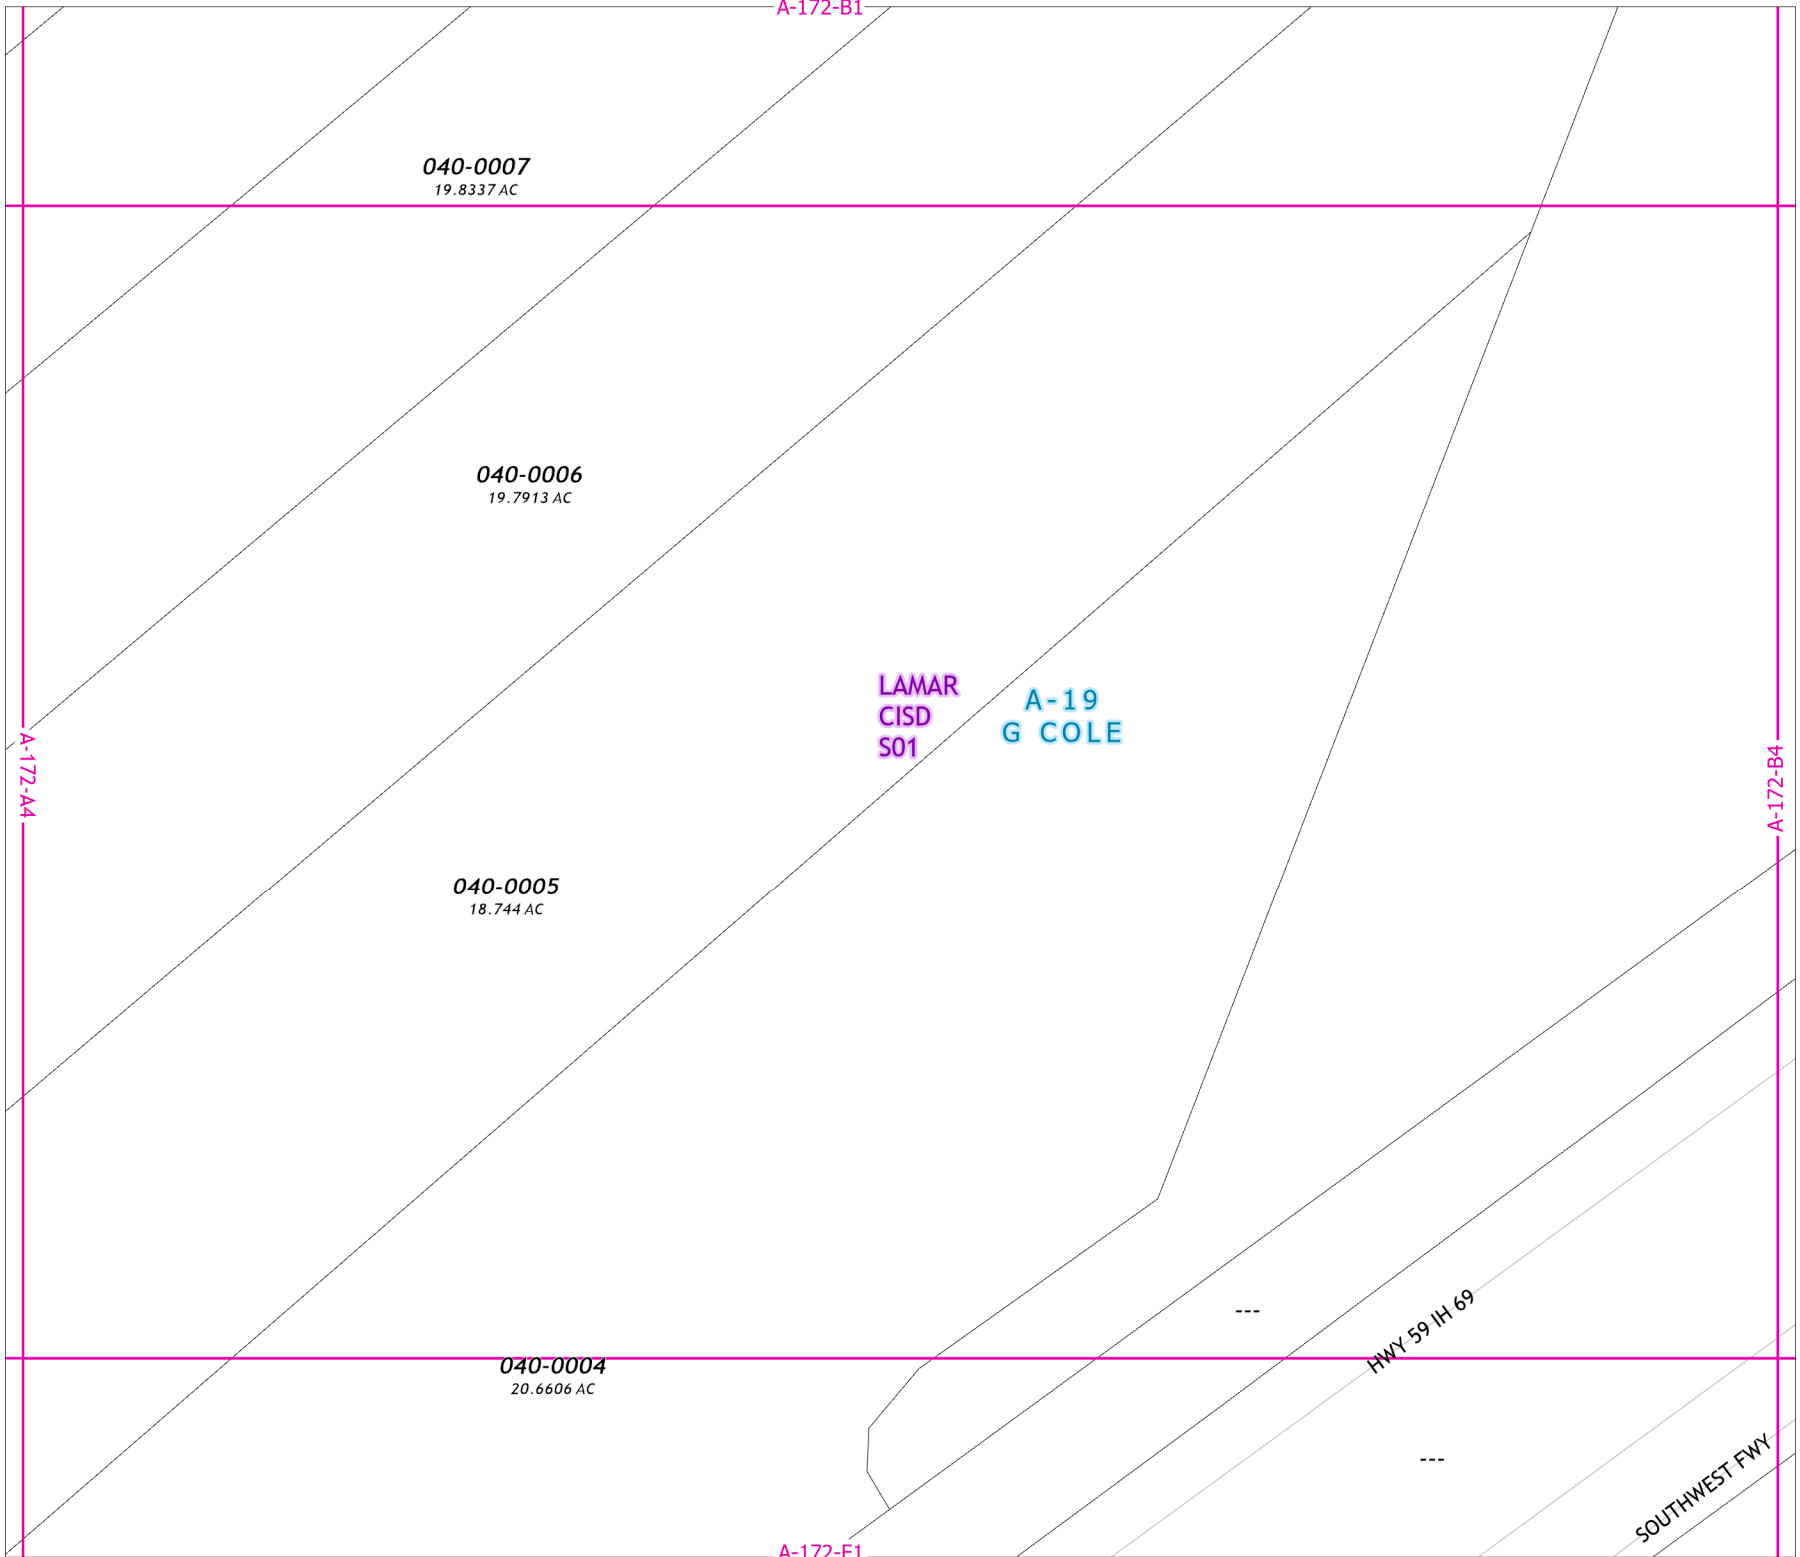 A-172-B1
040-0007
19.8337 AC
040-0006
19.7913 AC
LAMAR
CISD
S01
A-19
G COLE
A-172-A4
A-172-B4
040-0005
18.744 AC
---
HWY 59 IH 69
040-0004
20.6606 AC
---
SOUTHWEST FWY
A-172-E1